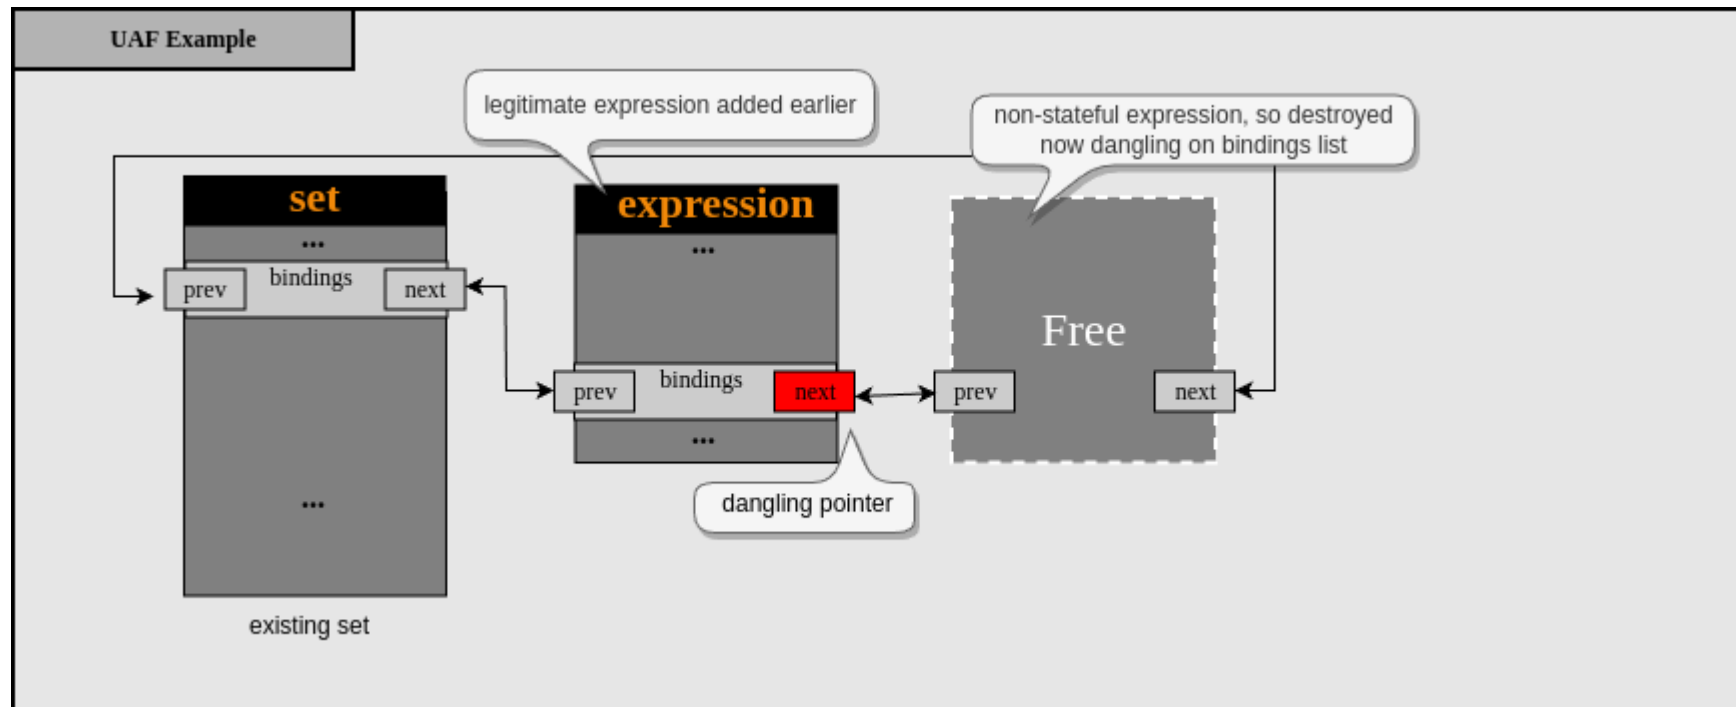 UAF Example
legitimate expression added earlier
non-stateful expression, so destroyed
now dangling on bindings list
set
...
prev
bindings
next
...
existing set
expression
...
prev
bindings
next
...
dangling pointer
Free
prev
next